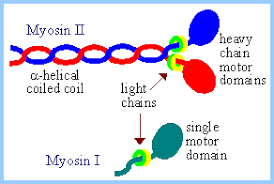 Myosin II
heavy
chain
motor
domains
α-helical
coiled coil
light
chains
single
motor
domain
Myosin I